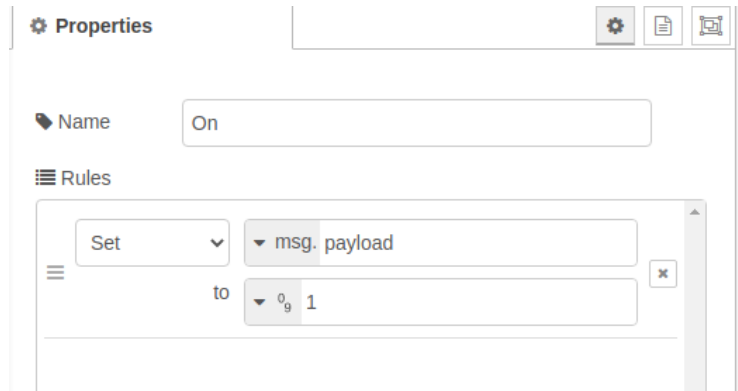 Properties
Name
On
Rules
Set
msg. payload
to
0 9 1